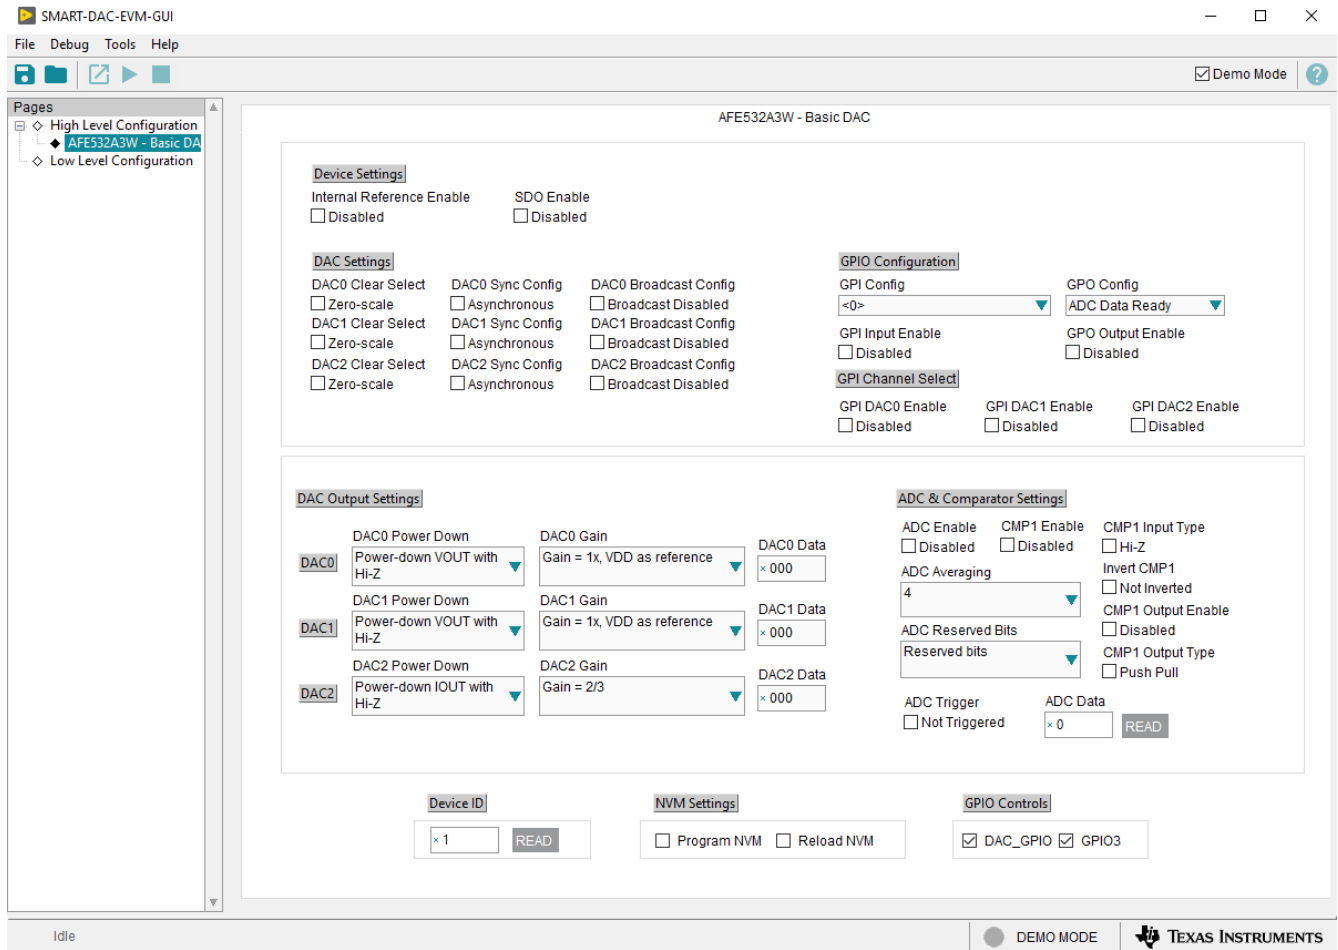 SMART-DAC-EVM-GUI
File Debug Tools Help
Demo Mode
Pages
High Level Configuration
AFE532A3W - Basic DA
Low Level Configuration
AFE532A3W - Basic DAC
Device Settings
Internal Reference Enable SDO Enable
Disabled Disabled
DAC Settings GPIO Configuration
DAC0 Clear Select DAC0 Sync Config DAC0 Broadcast Config GPI Config GPO Config
Zero-scale Asynchronous Broadcast Disabled <0> ADC Data Ready
DAC1 Clear Select DAC1 Sync Config DAC1 Broadcast Config GPI Input Enable GPO Output Enable
Zero-scale Asynchronous Broadcast Disabled Disabled Disabled
DAC2 Clear Select DAC2 Sync Config DAC2 Broadcast Config GPI Channel Select
Zero-scale Asynchronous Broadcast Disabled
GPI DAC0 Enable GPI DAC1 Enable GPI DAC2 Enable
Disabled Disabled Disabled
DAC Output Settings
DAC0 Power Down DAC0 Gain DAC0 Data
DAC0 Power-down VOUT with Hi-Z Gain = 1x, VDD as reference × 000
DAC1 Power Down DAC1 Gain DAC1 Data
DAC1 Power-down VOUT with Hi-Z Gain = 1x, VDD as reference × 000
DAC2 Power Down DAC2 Gain DAC2 Data
DAC2 Power-down IOUT with Hi-Z Gain = 2/3 × 000
ADC & Comparator Settings
ADC Enable CMP1 Enable CMP1 Input Type
Disabled Disabled Hi-Z
ADC Averaging Invert CMP1
4 Not Inverted
CMP1 Output Enable
ADC Reserved Bits Disabled
Reserved bits CMP1 Output Type
Push Pull
ADC Trigger ADC Data
Not Triggered × 0 READ
Device ID NVM Settings GPIO Controls
× 1 READ Program NVM Reload NVM DAC_GPIO GPIO3
Idle DEMO MODE TEXAS INSTRUMENTS